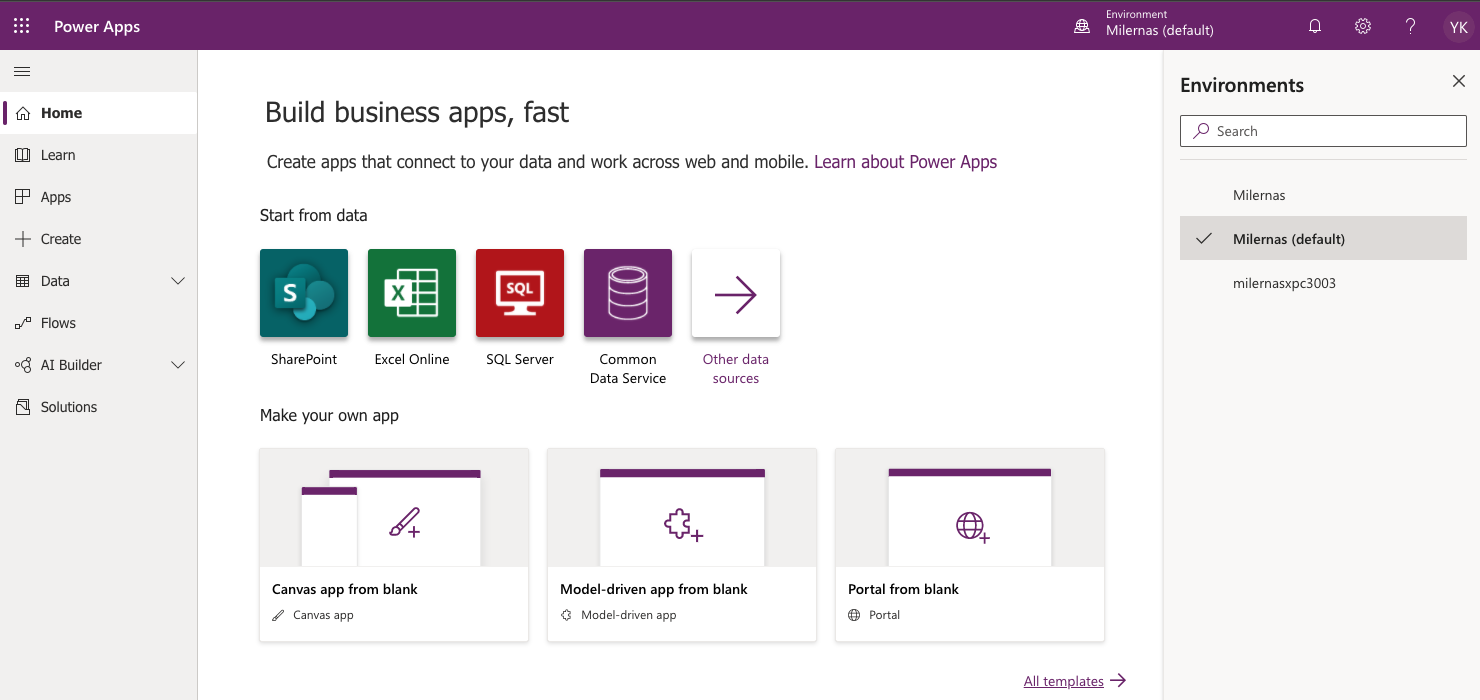 Power Apps
Environment
Milernas (default)
?
YK
Home
Learn
Apps
Create
Data
Flows
AI Builder
Solutions
Build business apps, fast
Create apps that connect to your data and work across web and mobile. Learn about Power Apps
Start from data
S
X
SQL
SharePoint
Excel Online
SQL Server
Common
Data Service
Other data
sources
Make your own app
Canvas app from blank
Canvas app
Model-driven app from blank
Model-driven app
Portal from blank
Portal
All templates
Environments
Search
Milernas
Milernas (default)
milernasxpc3003